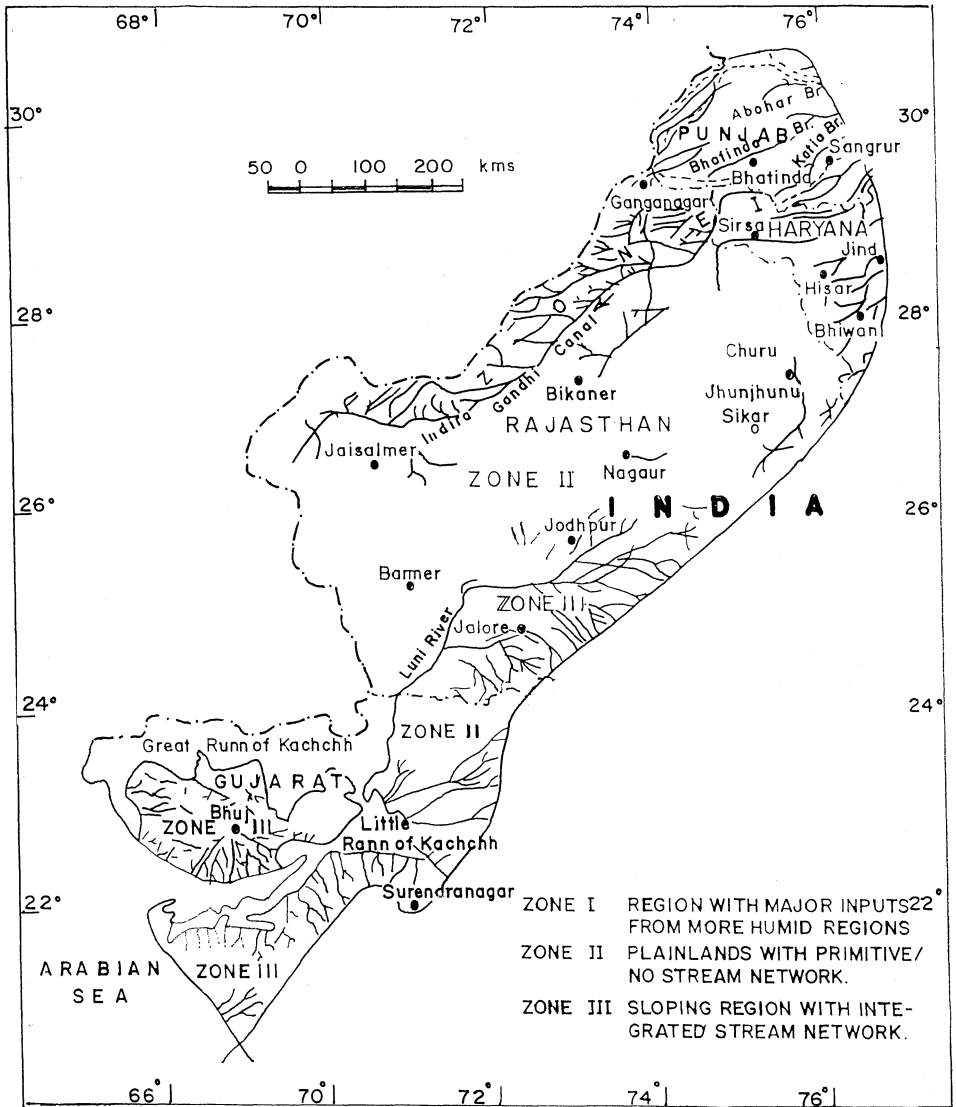 68° 70° 72° 74° 76°
30° 30°
Abohar Br.
PUNJAB
Bhatinda Br.
Katla Br.
Sangrur
50 0 100 200 kms
Bhatinda
Ganganagar
ZONE I
Sirsa HARYANA
Jind
Hisar
28° 28°
Bhiwani
Indira Gandhi Canal
Churu
Bikaner
Jhunjhunu
Sikar
RAJASTHAN
Jaisalmer
ZONE II
Nagaur
26° INDIA 26°
Jodhpur
Barmer
ZONE III
Luni River
Jalore
24° 24°
ZONE II
Great Runn of Kachchh
GUJARAT
Bhuj
ZONE III
Little
Rann of Kachchh
Surendranagar
22° 22°
ZONE I REGION WITH MAJOR INPUTS
FROM MORE HUMID REGIONS
ZONE II PLAINLANDS WITH PRIMITIVE/
NO STREAM NETWORK.
ZONE III SLOPING REGION WITH INTE-
GRATED STREAM NETWORK.
ARABIAN
SEA
ZONE III
66° 70° 72° 74° 76°